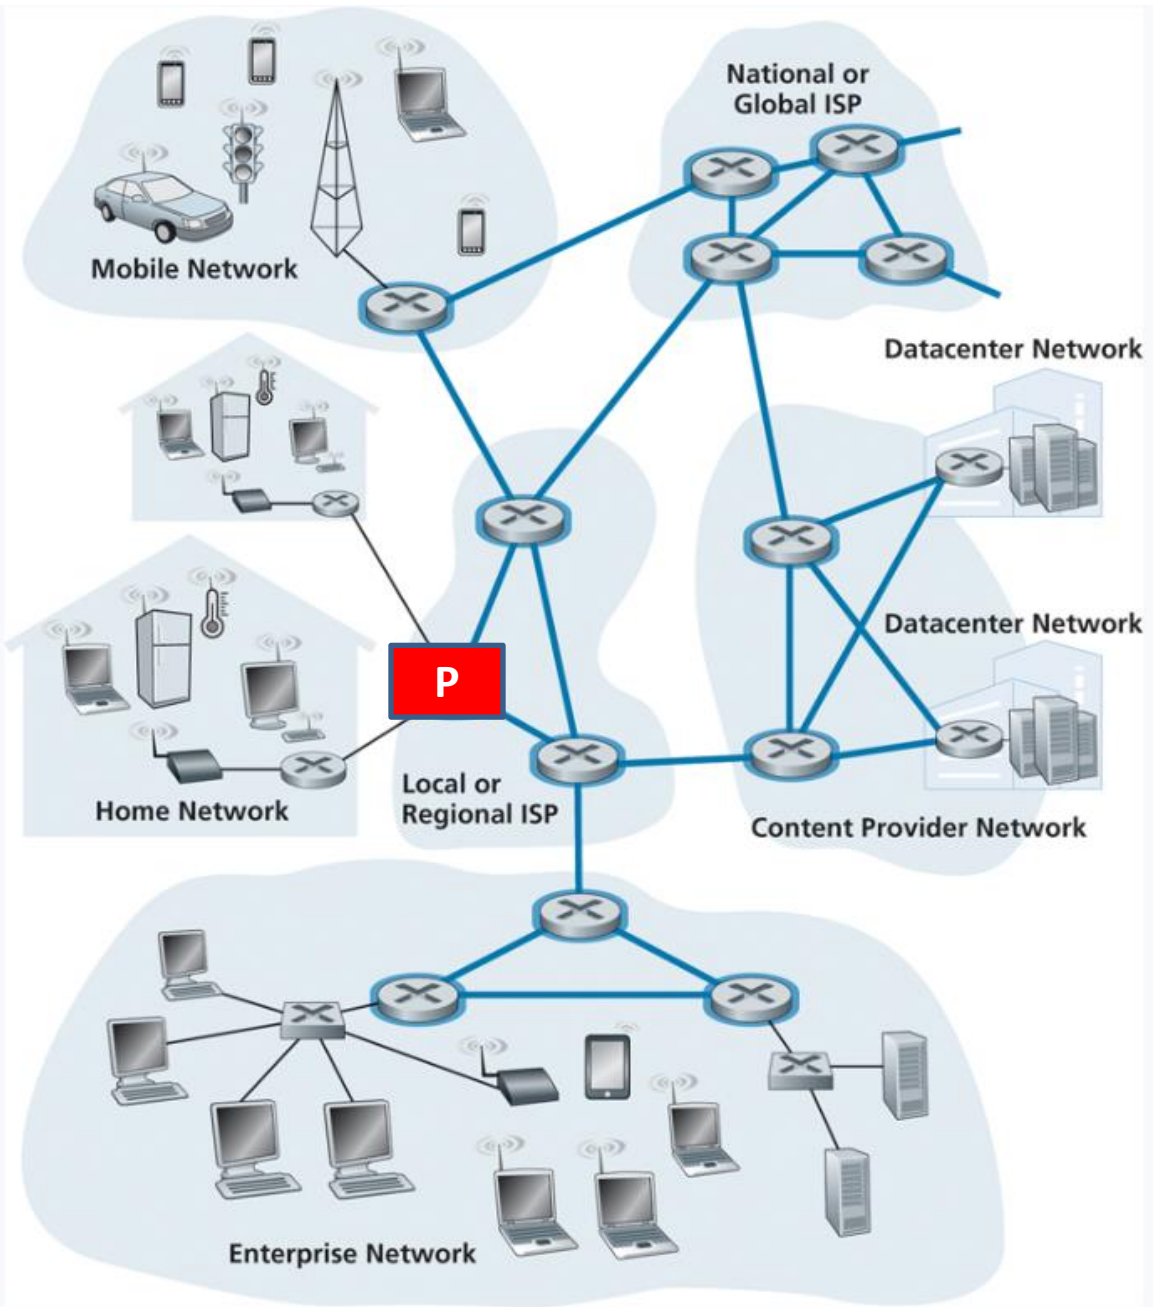 National or
Global ISP
Mobile Network
Datacenter Network
Datacenter Network
P
Local or
Regional ISP
Home Network
Content Provider Network
Enterprise Network